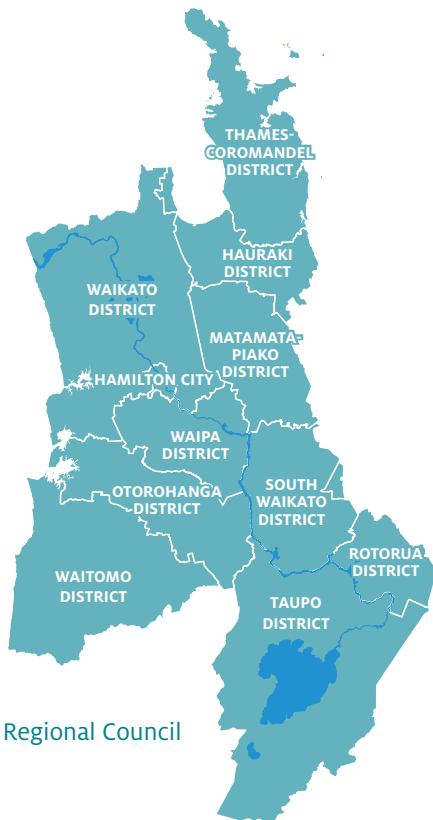 THAMES-
COROMANDEL
DISTRICT
HAURAKI
DISTRICT
WAIKATO
DISTRICT
MATAMATA-
PIAKO
DISTRICT
HAMILTON CITY
WAIPA
DISTRICT
OTOROHANGA
DISTRICT
SOUTH
WAIKATO
DISTRICT
ROTORUA
DISTRICT
WAITOMO
DISTRICT
TAUPO
DISTRICT
Regional Council